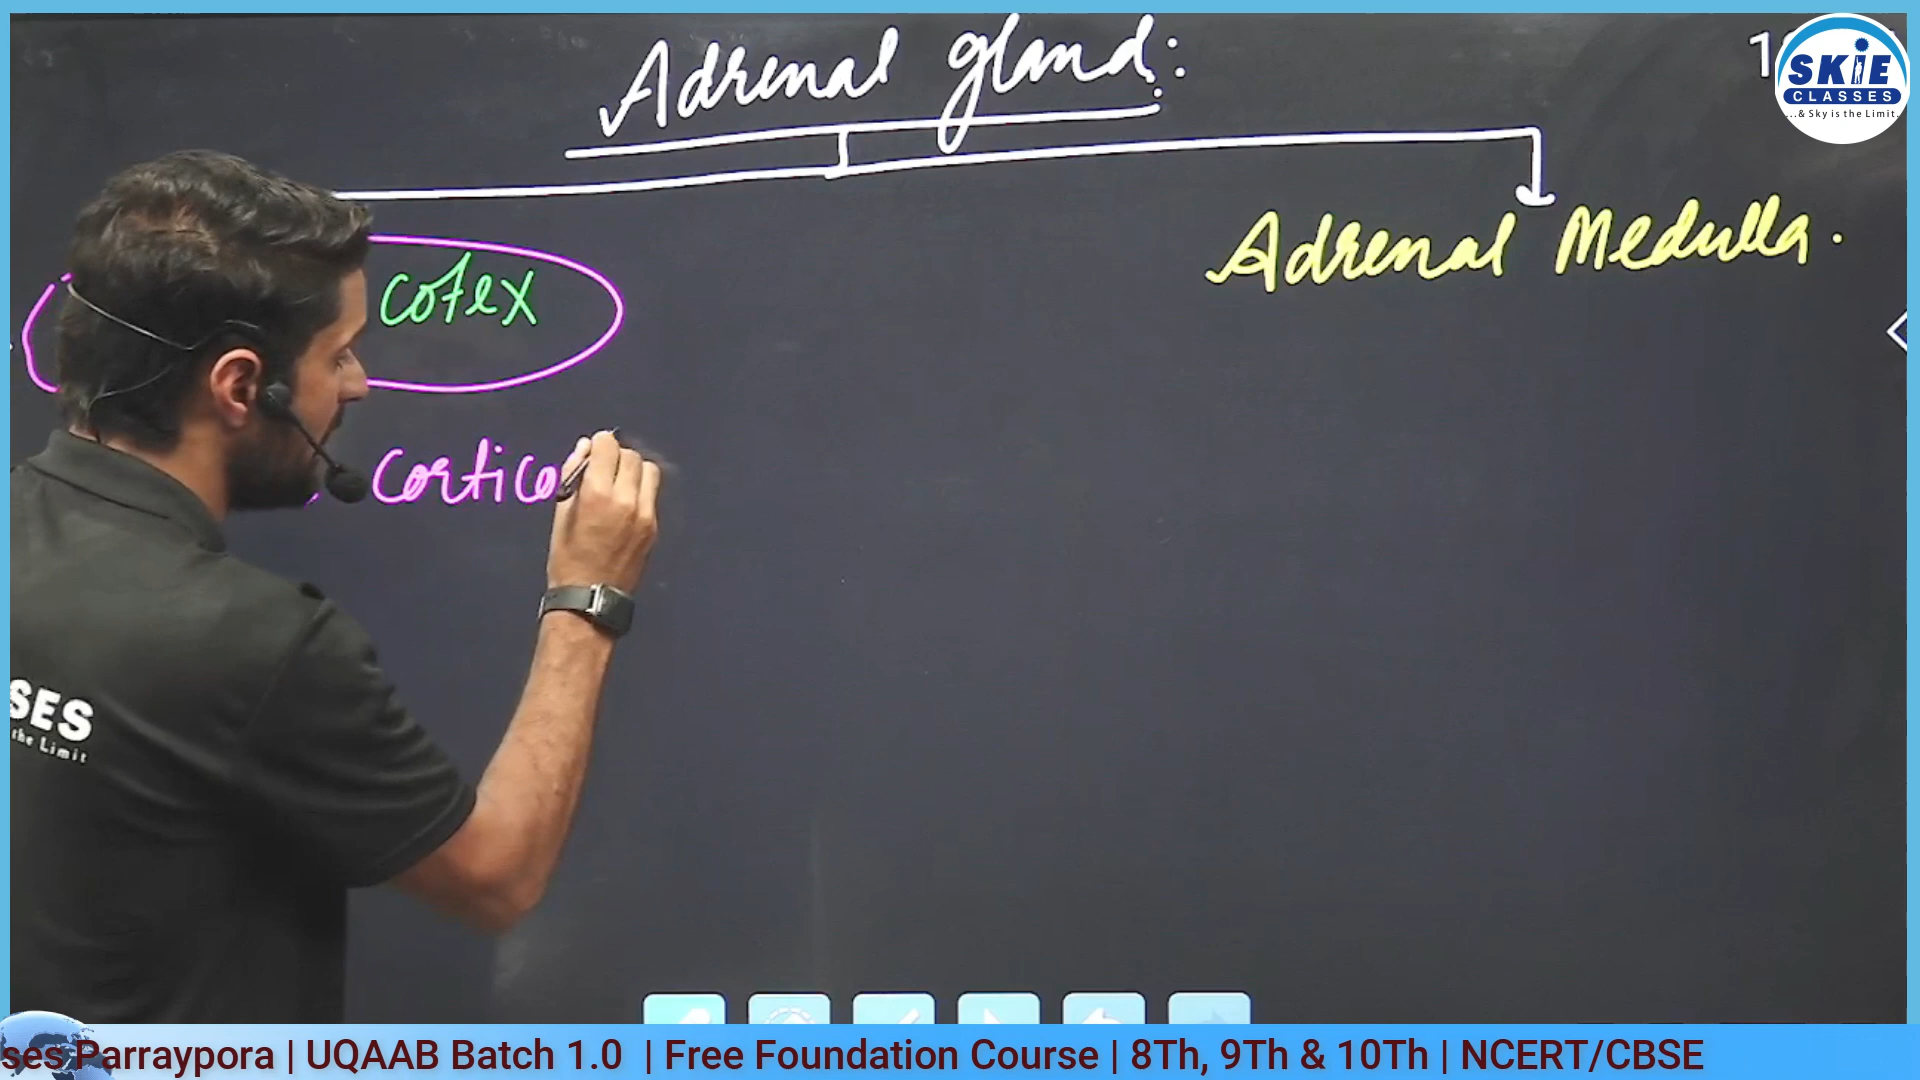 Adrenal gland:
SKIE
CLASSES
...& Sky is the Limit.
Adrenal Medulla.
cotex
cortico
SES
the Limit
ses Parraypora | UQAAB Batch 1.0 | Free Foundation Course | 8Th, 9Th & 10Th | NCERT/CBSE